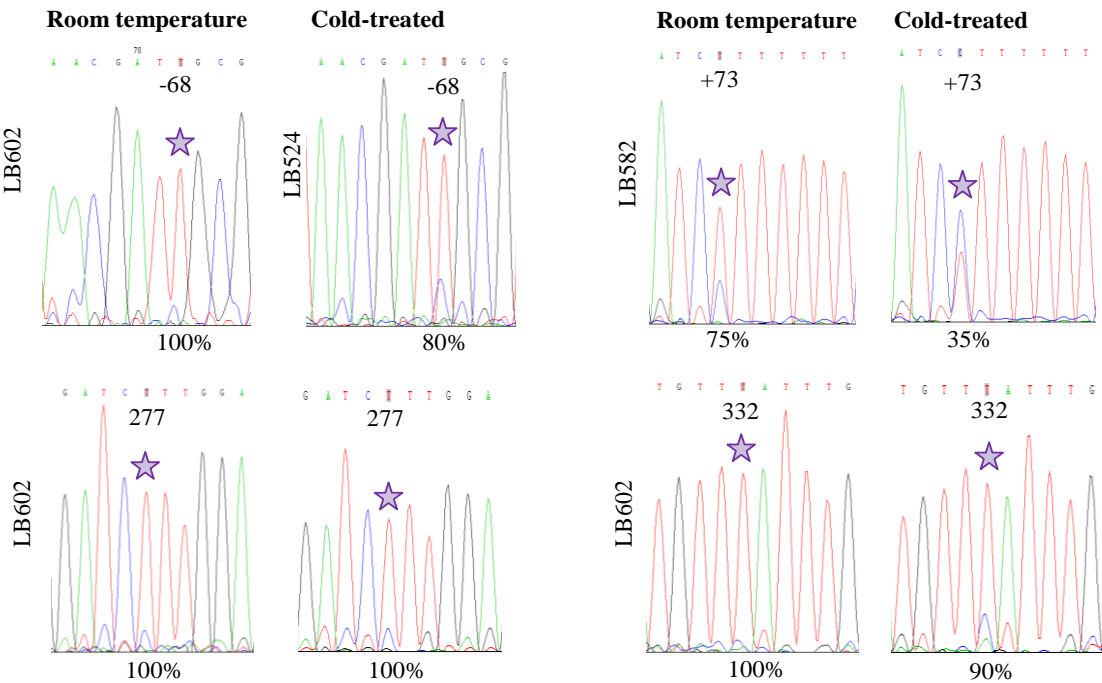 Room temperature Cold-treated
A A C G A T T G C G
70
-68
LB602
100%
A A C G A T T G C G
-68
LB524
80%
Room temperature Cold-treated
A T C T T T T T T T
+73
LB582
75%
A T C C T T T T T T
+73
35%
G A T C T T T G G A
277
LB602
100%
G A T C T T T G G A
277
100%
T G T T T A T T T G
332
LB602
100%
T G T T T A T T T G
332
90%